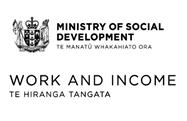 MINISTRY OF SOCIAL
DEVELOPMENT
TE MANATŪ WHAKAHIATO ORA
WORK AND INCOME
TE HIRANGA TANGATA